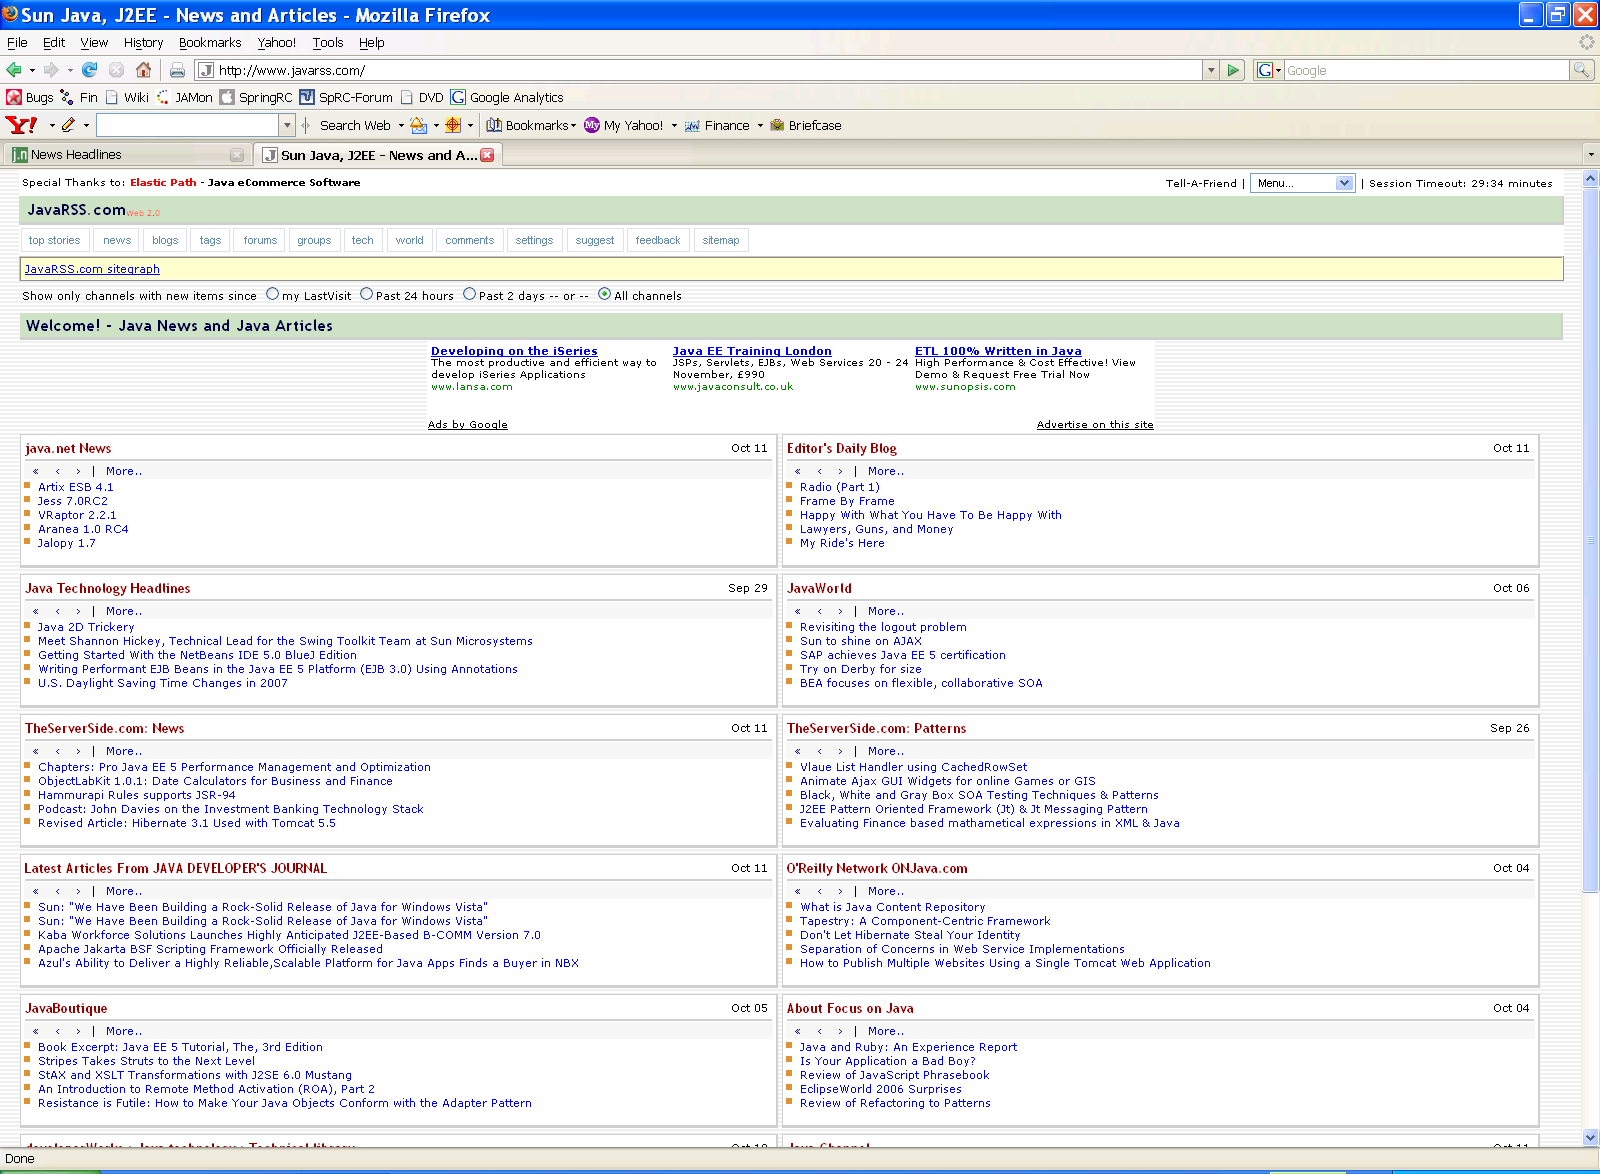 Sun Java, J2EE - News and Articles - Mozilla Firefox
File Edit View History Bookmarks Yahoo! Tools Help
http://www.javarss.com/ Google
Bugs Fin Wiki JAMon SpringRC SpRC-Forum DVD Google Analytics
Y! Search Web Bookmarks My Yahoo! Finance Briefcase
News Headlines Sun Java, J2EE - News and A...
Special Thanks to: Elastic Path - Java eCommerce Software Tell-A-Friend | Menu... | Session Timeout: 29:34 minutes
JavaRSS.com Web 2.0
top stories news blogs tags forums groups tech world comments settings suggest feedback sitemap
JavaRSS.com sitegraph
Show only channels with new items since my LastVisit Past 24 hours Past 2 days -- or -- All channels
Welcome! - Java News and Java Articles
Developing on the iSeries
The most productive and efficient way to
develop iSeries Applications
www.lansa.com
Java EE Training London
JSPs, Servlets, EJBs, Web Services 20 - 24
November, £990
www.javaconsult.co.uk
ETL 100% Written in Java
High Performance & Cost Effective! View
Demo & Request Free Trial Now
www.sunopsis.com
Ads by Google Advertise on this site
java.net News Oct 11
« ‹ › | More..
Artix ESB 4.1
Jess 7.0RC2
VRaptor 2.2.1
Aranea 1.0 RC4
Jalopy 1.7
Editor's Daily Blog Oct 11
« ‹ › | More..
Radio (Part 1)
Frame By Frame
Happy With What You Have To Be Happy With
Lawyers, Guns, and Money
My Ride's Here
Java Technology Headlines Sep 29
« ‹ › | More..
Java 2D Trickery
Meet Shannon Hickey, Technical Lead for the Swing Toolkit Team at Sun Microsystems
Getting Started With the NetBeans IDE 5.0 BlueJ Edition
Writing Performant EJB Beans in the Java EE 5 Platform (EJB 3.0) Using Annotations
U.S. Daylight Saving Time Changes in 2007
JavaWorld Oct 06
« ‹ › | More..
Revisiting the logout problem
Sun to shine on AJAX
SAP achieves Java EE 5 certification
Try on Derby for size
BEA focuses on flexible, collaborative SOA
TheServerSide.com: News Oct 11
« ‹ › | More..
Chapters: Pro Java EE 5 Performance Management and Optimization
ObjectLabKit 1.0.1: Date Calculators for Business and Finance
Hammurapi Rules supports JSR-94
Podcast: John Davies on the Investment Banking Technology Stack
Revised Article: Hibernate 3.1 Used with Tomcat 5.5
TheServerSide.com: Patterns Sep 26
« ‹ › | More..
Vlaue List Handler using CachedRowSet
Animate Ajax GUI Widgets for online Games or GIS
Black, White and Gray Box SOA Testing Techniques & Patterns
J2EE Pattern Oriented Framework (Jt) & Jt Messaging Pattern
Evaluating Finance based mathametical expressions in XML & Java
Latest Articles From JAVA DEVELOPER'S JOURNAL Oct 11
« ‹ › | More..
Sun: "We Have Been Building a Rock-Solid Release of Java for Windows Vista"
Sun: "We Have Been Building a Rock-Solid Release of Java for Windows Vista"
Kaba Workforce Solutions Launches Highly Anticipated J2EE-Based B-COMM Version 7.0
Apache Jakarta BSF Scripting Framework Officially Released
Azul's Ability to Deliver a Highly Reliable,Scalable Platform for Java Apps Finds a Buyer in NBX
O'Reilly Network ONJava.com Oct 04
« ‹ › | More..
What is Java Content Repository
Tapestry: A Component-Centric Framework
Don't Let Hibernate Steal Your Identity
Separation of Concerns in Web Service Implementations
How to Publish Multiple Websites Using a Single Tomcat Web Application
JavaBoutique Oct 05
« ‹ › | More..
Book Excerpt: Java EE 5 Tutorial, The, 3rd Edition
Stripes Takes Struts to the Next Level
StAX and XSLT Transformations with J2SE 6.0 Mustang
An Introduction to Remote Method Activation (ROA), Part 2
Resistance is Futile: How to Make Your Java Objects Conform with the Adapter Pattern
About Focus on Java Oct 04
« ‹ › | More..
Java and Ruby: An Experience Report
Is Your Application a Bad Boy?
Review of JavaScript Phrasebook
EclipseWorld 2006 Surprises
Review of Refactoring to Patterns
developerWorks : Java technology : Technical library Oct 10
Java Channel Oct 11
Done